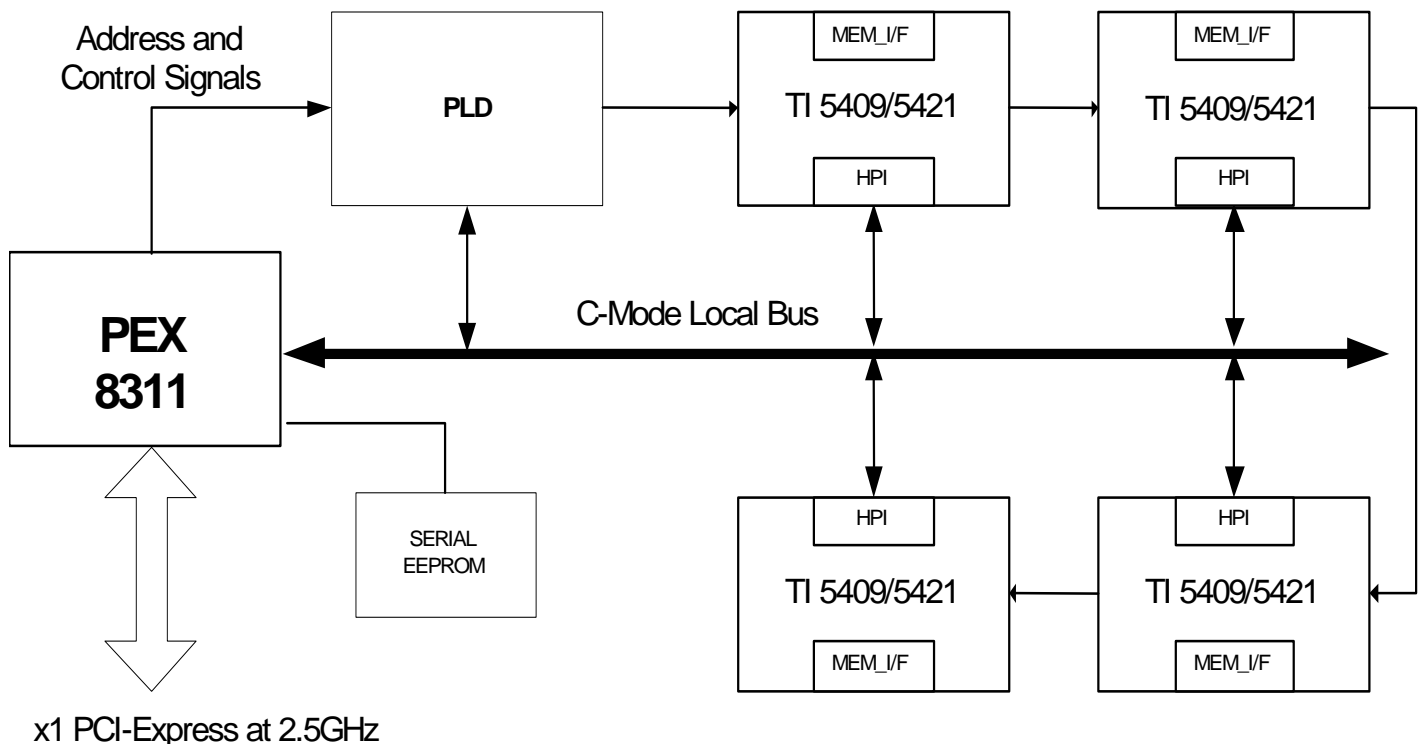 Address and
Control Signals
PLD
MEM_I/F
TI 5409/5421
HPI
MEM_I/F
TI 5409/5421
HPI
PEX
8311
C-Mode Local Bus
SERIAL
EEPROM
HPI
TI 5409/5421
MEM_I/F
HPI
TI 5409/5421
MEM_I/F
x1 PCI-Express at 2.5GHz